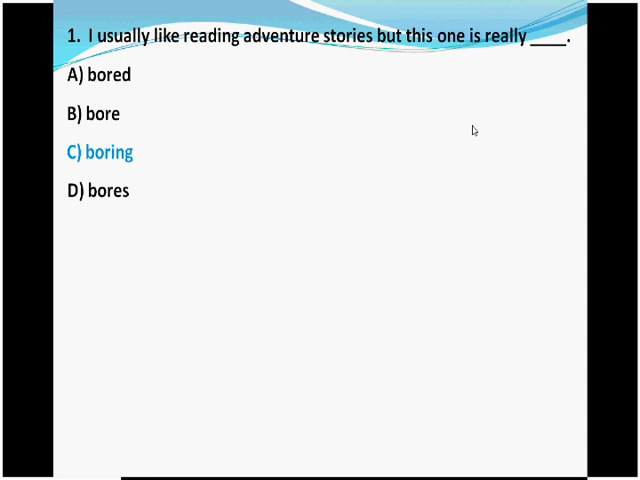 1. I usually like reading adventure stories but this one is really ____.
A) bored
B) bore
C) boring
D) bores